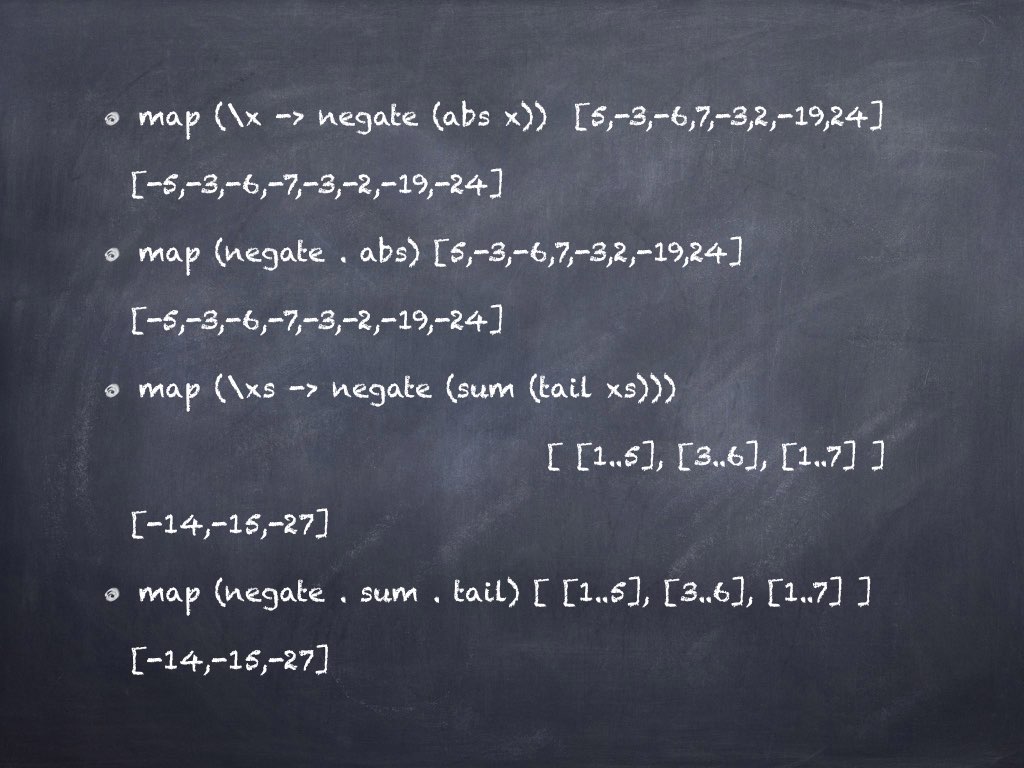 map (\x -> negate (abs x)) [5,-3,-6,7,-3,2,-19,24]
[-5,-3,-6,-7,-3,-2,-19,-24]
map (negate . abs) [5,-3,-6,7,-3,2,-19,24]
[-5,-3,-6,-7,-3,-2,-19,-24]
map (\xs -> negate (sum (tail xs)))
[ [1..5], [3..6], [1..7] ]
[-14,-15,-27]
map (negate . sum . tail) [ [1..5], [3..6], [1..7] ]
[-14,-15,-27]